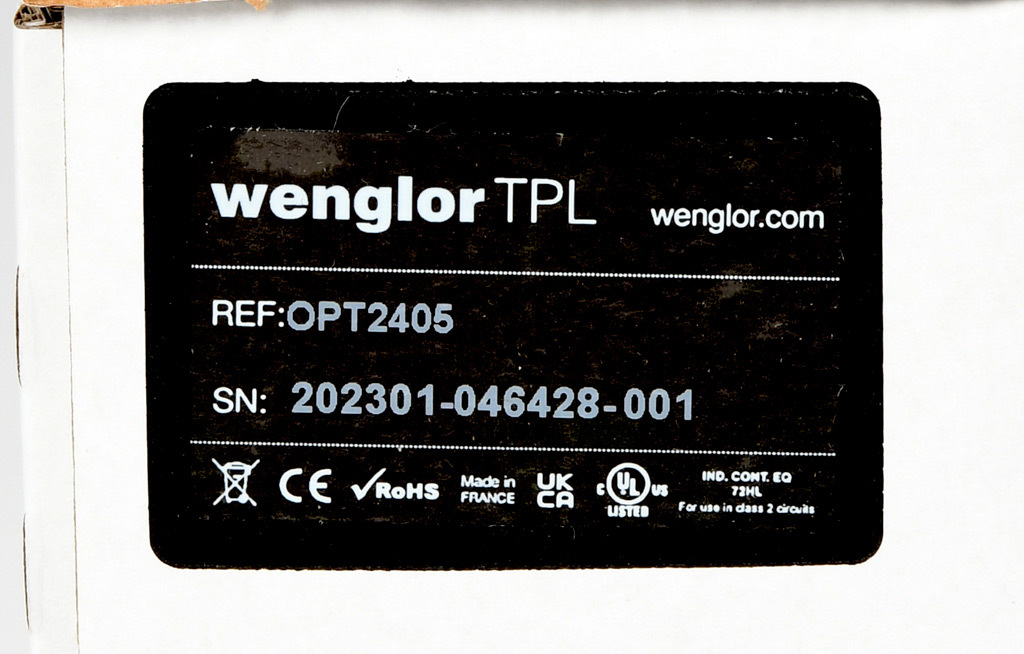 wenglor TPL wenglor.com
REF:OPT2405
SN: 202301-046428-001
CE ✓RoHS Made in FRANCE UK CA c UL US LISTED IND. CONT. EQ 73HL For use in class 2 circuits